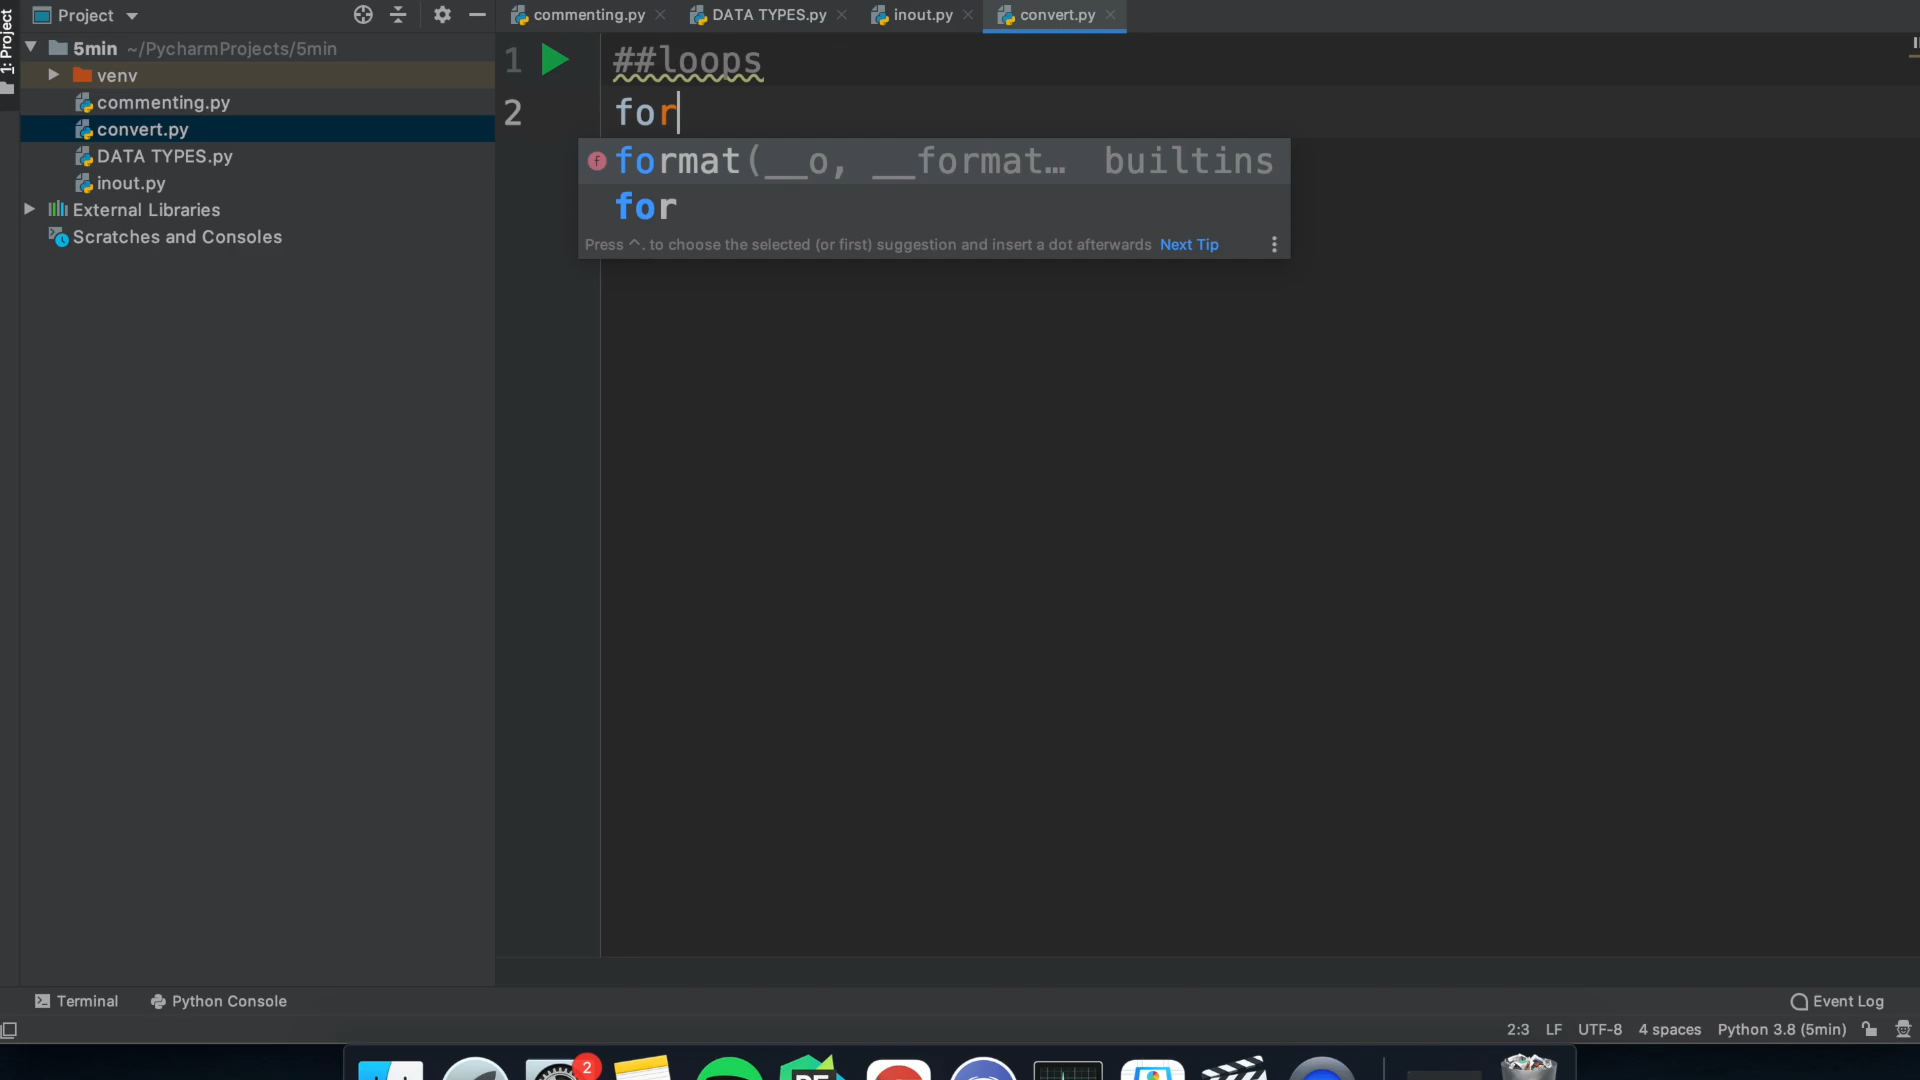 1: Project
Project
5min ~/PycharmProjects/5min
venv
commenting.py
convert.py
DATA TYPES.py
inout.py
External Libraries
Scratches and Consoles
commenting.py
DATA TYPES.py
inout.py
convert.py
1 ##loops
2 for
format(__o, __format… builtins
for
Press ^. to choose the selected (or first) suggestion and insert a dot afterwards Next Tip
Terminal
Python Console
Event Log
2:3 LF UTF-8 4 spaces Python 3.8 (5min)
2